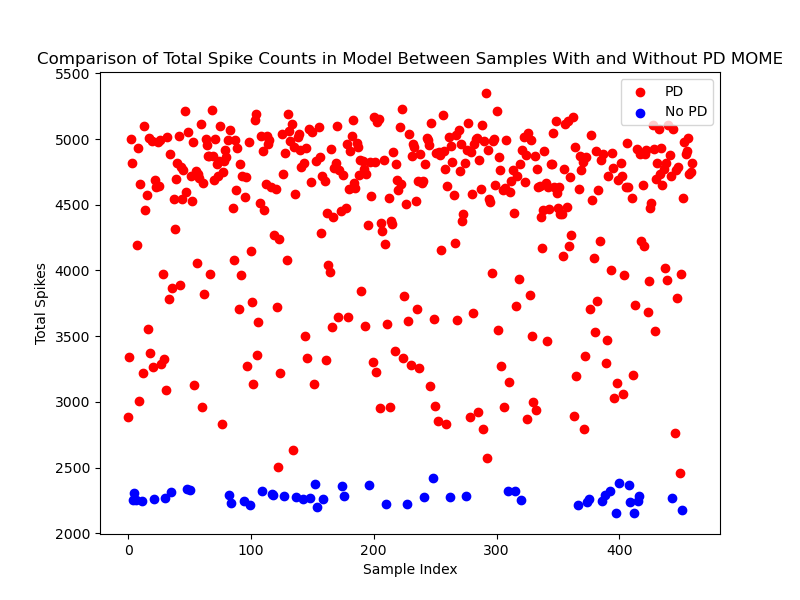 Comparison of Total Spike Counts in Model Between Samples With and Without PD MOME
5500
5000
4500
4000
3500
3000
2500
2000
Total Spikes
PD
No PD
0 100 200 300 400
Sample Index